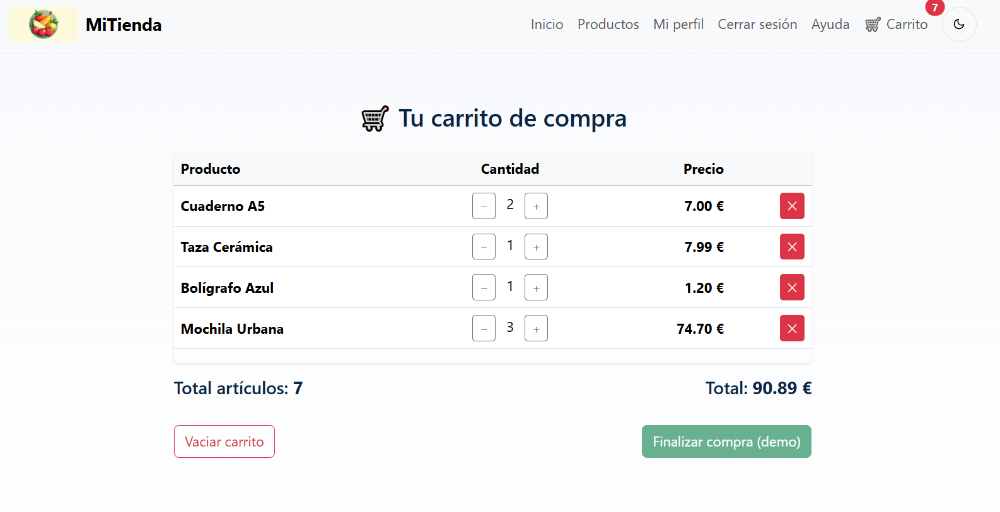 MiTienda
Inicio Productos Mi perfil Cerrar sesión Ayuda Carrito 7
Tu carrito de compra
Producto Cantidad Precio
Cuaderno A5 − 2 + 7.00 €
Taza Cerámica − 1 + 7.99 €
Bolígrafo Azul − 1 + 1.20 €
Mochila Urbana − 3 + 74.70 €
Total artículos: 7 Total: 90.89 €
Vaciar carrito Finalizar compra (demo)